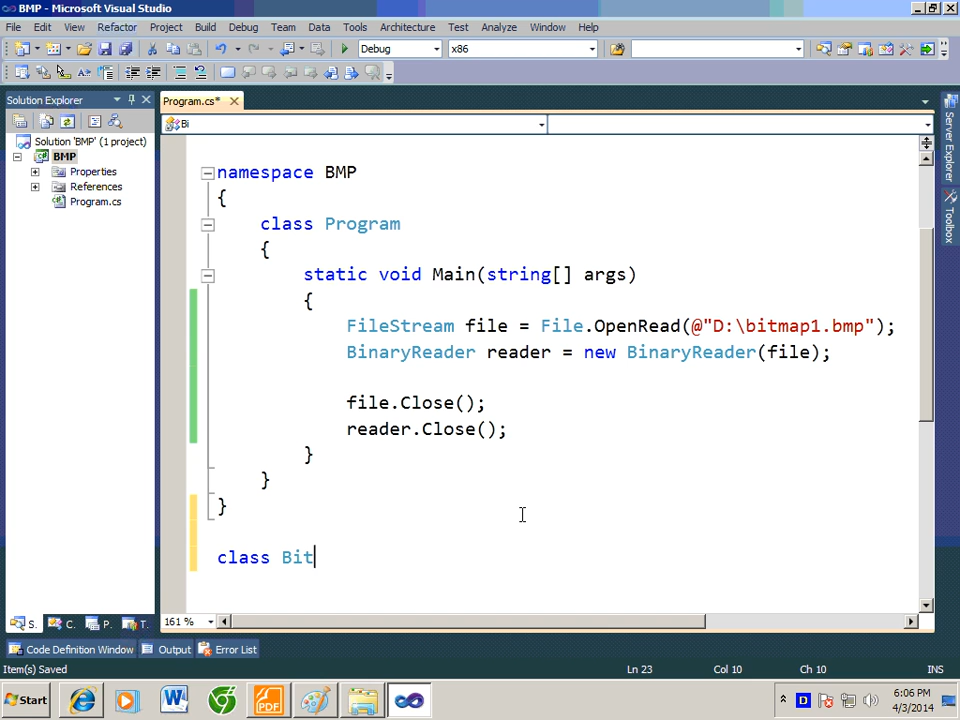 BMP - Microsoft Visual Studio
File Edit View Refactor Project Build Debug Team Data Tools Architecture Test Analyze Window Help
Debug x86
Solution Explorer
Program.cs*
Bi
Solution 'BMP' (1 project)
BMP
Properties
References
Program.cs
namespace BMP
{
class Program
{
static void Main(string[] args)
{
FileStream file = File.OpenRead(@"D:\bitmap1.bmp");
BinaryReader reader = new BinaryReader(file);
file.Close();
reader.Close();
}
}
}
class Bit
Server Explorer
Toolbox
S. C. P. T.
161 %
Code Definition Window Output Error List
Item(s) Saved Ln 23 Col 10 Ch 10 INS
Start W PDF D 6:06 PM
4/3/2014